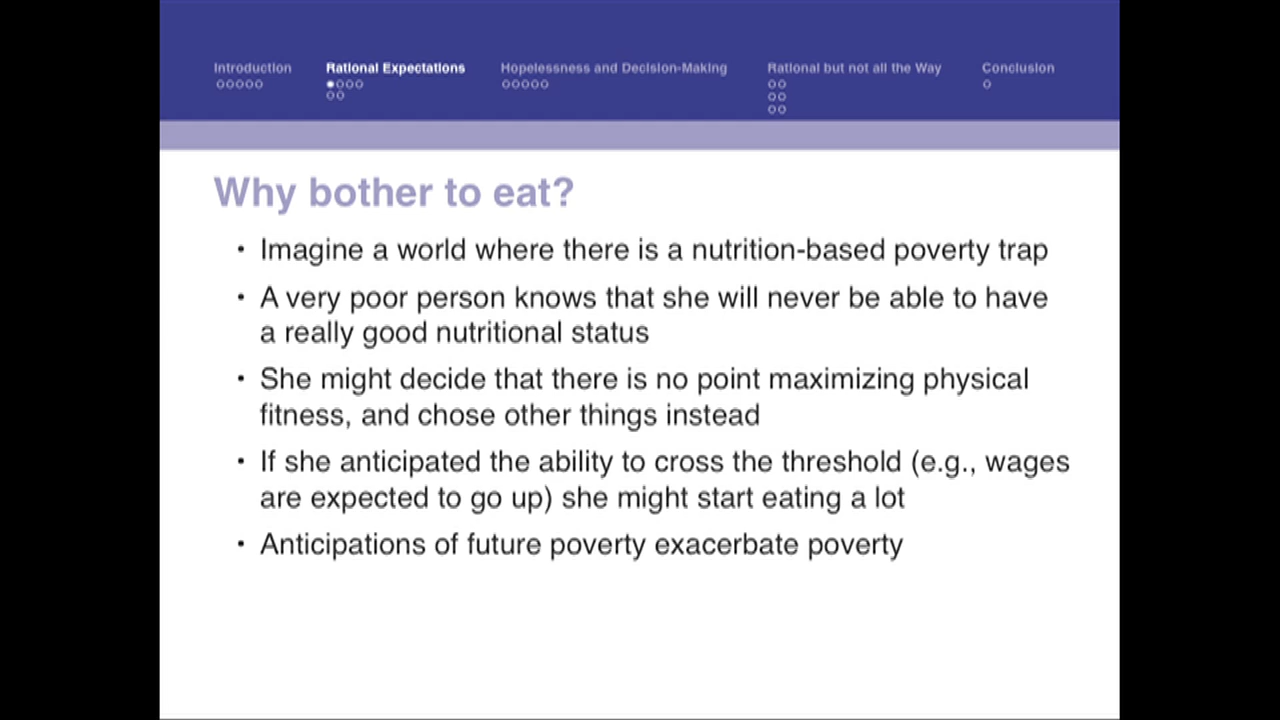 Introduction Rational Expectations Hopelessness and Decision-Making Rational but not all the Way Conclusion
Why bother to eat?
• Imagine a world where there is a nutrition-based poverty trap
• A very poor person knows that she will never be able to have
a really good nutritional status
• She might decide that there is no point maximizing physical
fitness, and chose other things instead
• If she anticipated the ability to cross the threshold (e.g., wages
are expected to go up) she might start eating a lot
• Anticipations of future poverty exacerbate poverty